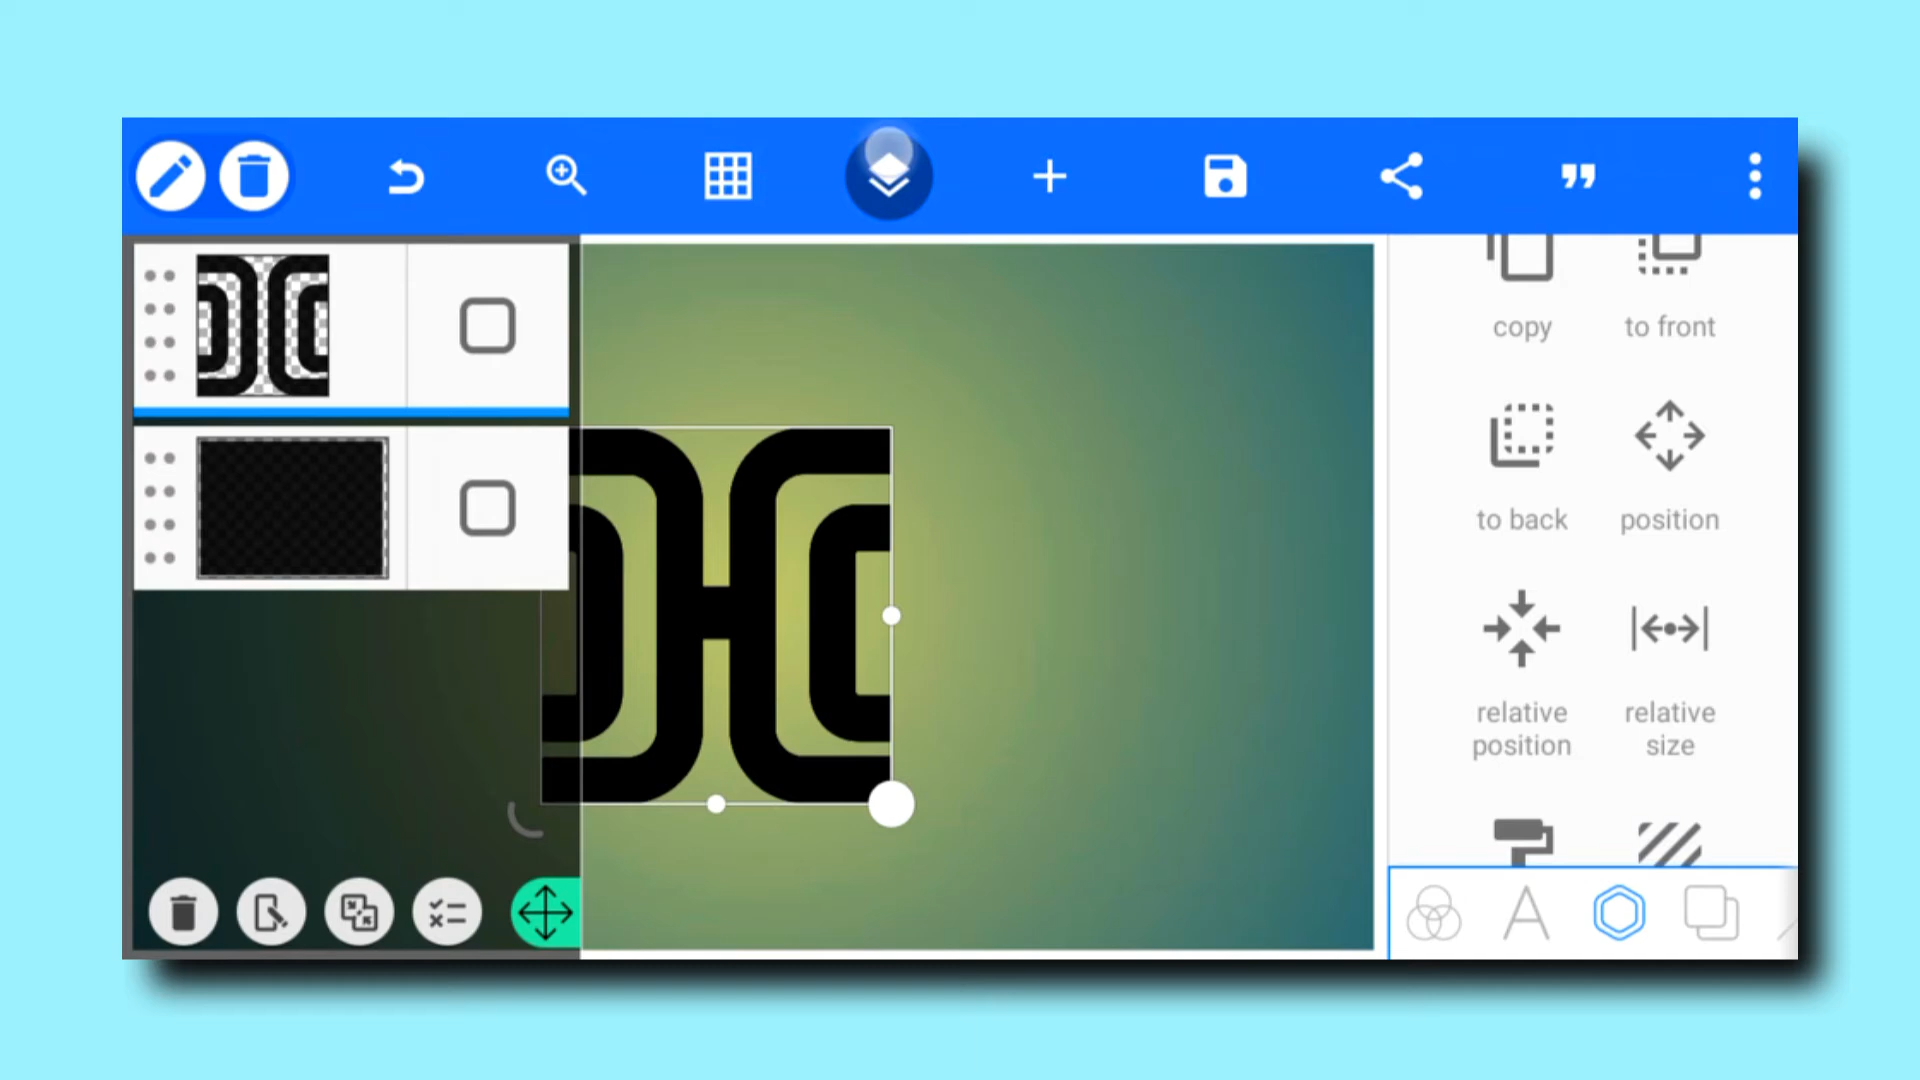 copy
to front
to back
position
relative
position
relative
size